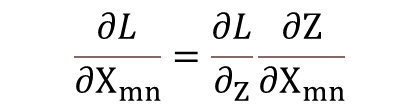 ∂L/∂X_mn = ∂L/∂_Z ∂Z/∂X_mn